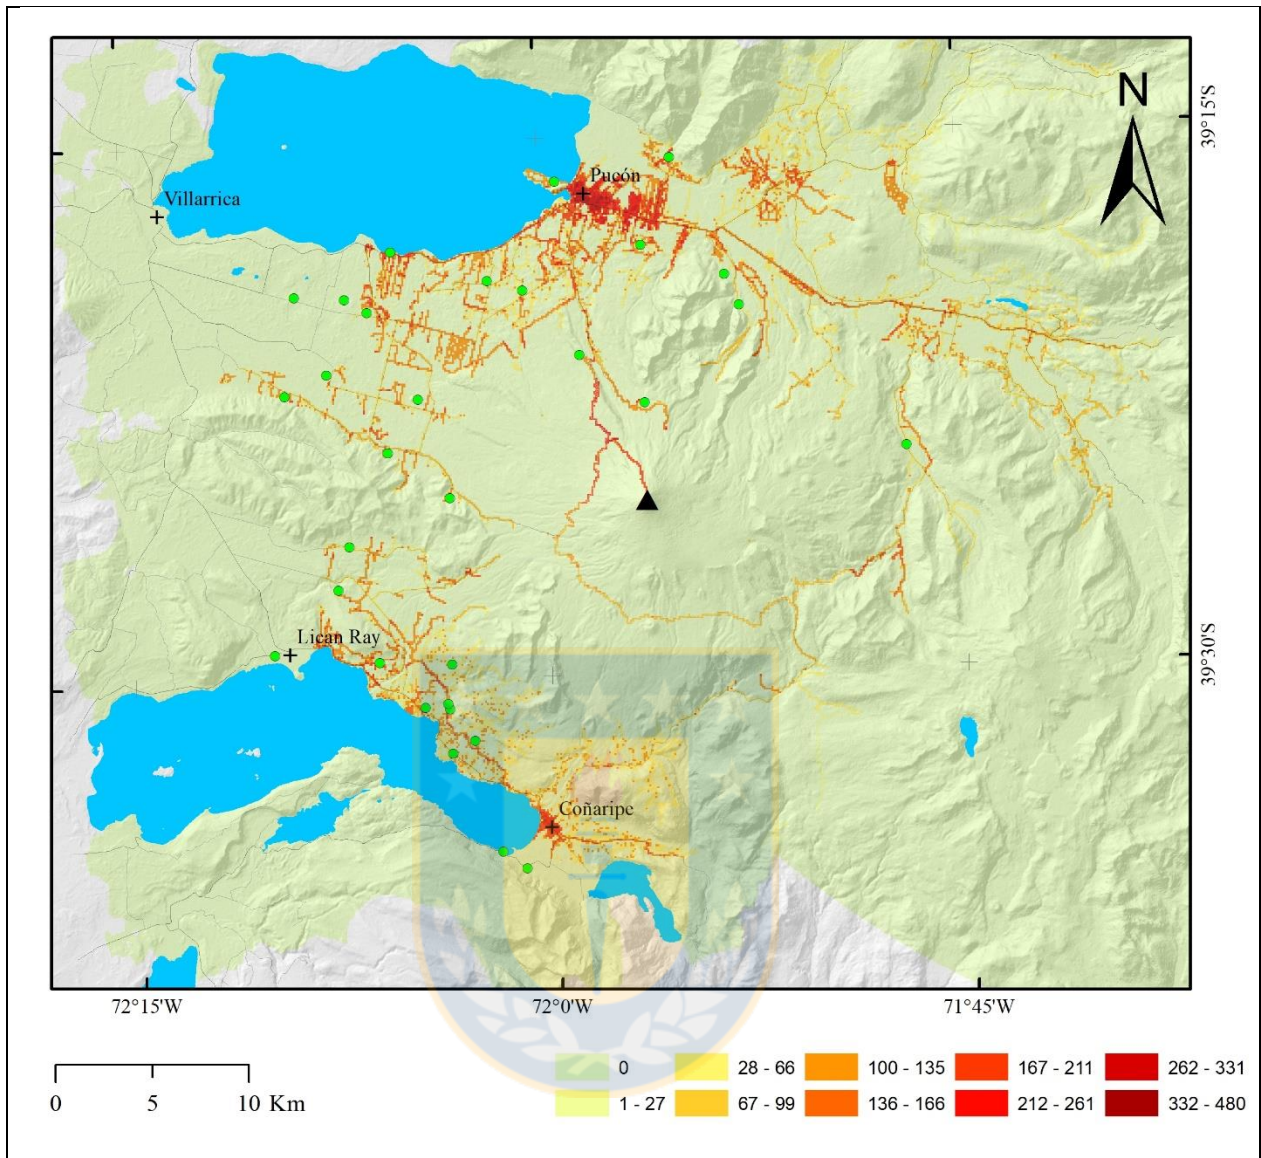 N
39°15'S
Pucón
Villarrica
Lican Ray
39°30'S
Coñaripe
72°15'W
72°0'W
71°45'W
0
28 - 66
100 - 135
167 - 211
262 - 331
0
5
10 Km
1 - 27
67 - 99
136 - 166
212 - 261
332 - 480